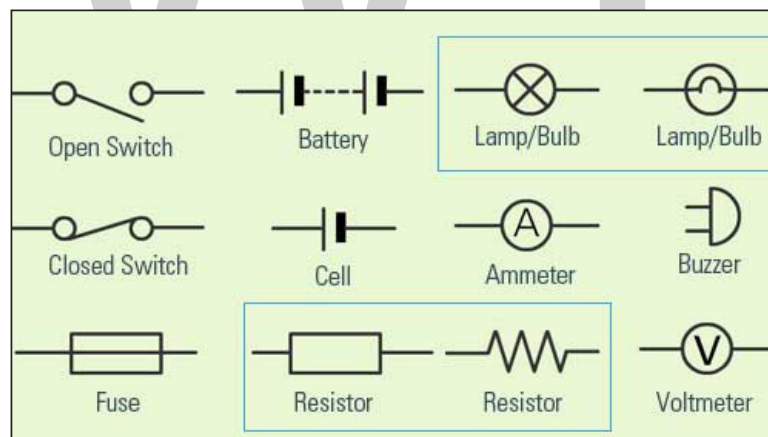 Open Switch
Battery
Lamp/Bulb
Lamp/Bulb
Closed Switch
Cell
A
Ammeter
Buzzer
Fuse
Resistor
Resistor
V
Voltmeter